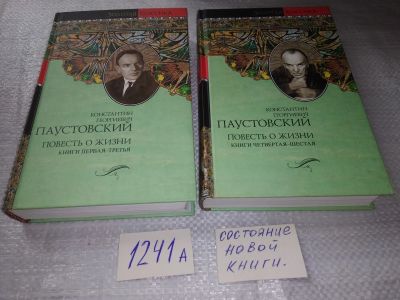 КОНСТАНТИН
ГЕОРГИЕВИЧ
ПАУСТОВСКИЙ
ПОВЕСТЬ О ЖИЗНИ
КНИГИ ПЕРВАЯ-ТРЕТЬЯ
КОНСТАНТИН
ГЕОРГИЕВИЧ
ПАУСТОВСКИЙ
ПОВЕСТЬ О ЖИЗНИ
КНИГИ ЧЕТВЕРТАЯ-ШЕСТАЯ
1241А
состояние
новой
книги.